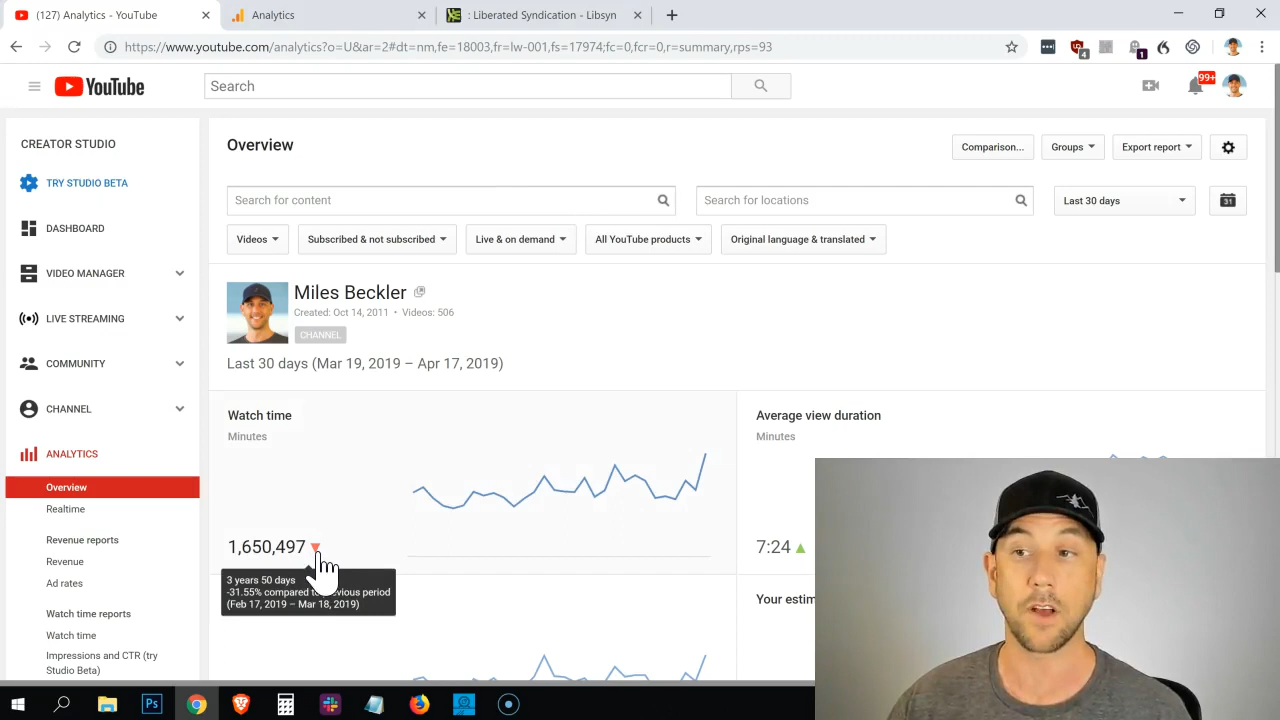 (127) Analytics - YouTube
Analytics
: Liberated Syndication - Libsyn
https://www.youtube.com/analytics?o=U&ar=2#dt=nm,fe=18003,fr=lw-001,fs=17974;fc=0,fcr=0,r=summary,rps=93
4
1
YouTube
Search
99+
CREATOR STUDIO
TRY STUDIO BETA
DASHBOARD
VIDEO MANAGER
LIVE STREAMING
COMMUNITY
CHANNEL
ANALYTICS
Overview
Realtime
Revenue reports
Revenue
Ad rates
Watch time reports
Watch time
Impressions and CTR (try
Studio Beta)
Overview
Comparison...
Groups
Export report
Search for content
Search for locations
Last 30 days
31
Videos
Subscribed & not subscribed
Live & on demand
All YouTube products
Original language & translated
Miles Beckler
Created: Oct 14, 2011 • Videos: 506
CHANNEL
Last 30 days (Mar 19, 2019 – Apr 17, 2019)
Watch time
Minutes
1,650,497
3 years 50 days
-31.55% compared to previous period
(Feb 17, 2019 – Mar 18, 2019)
Average view duration
Minutes
7:24
Your estim
Ps